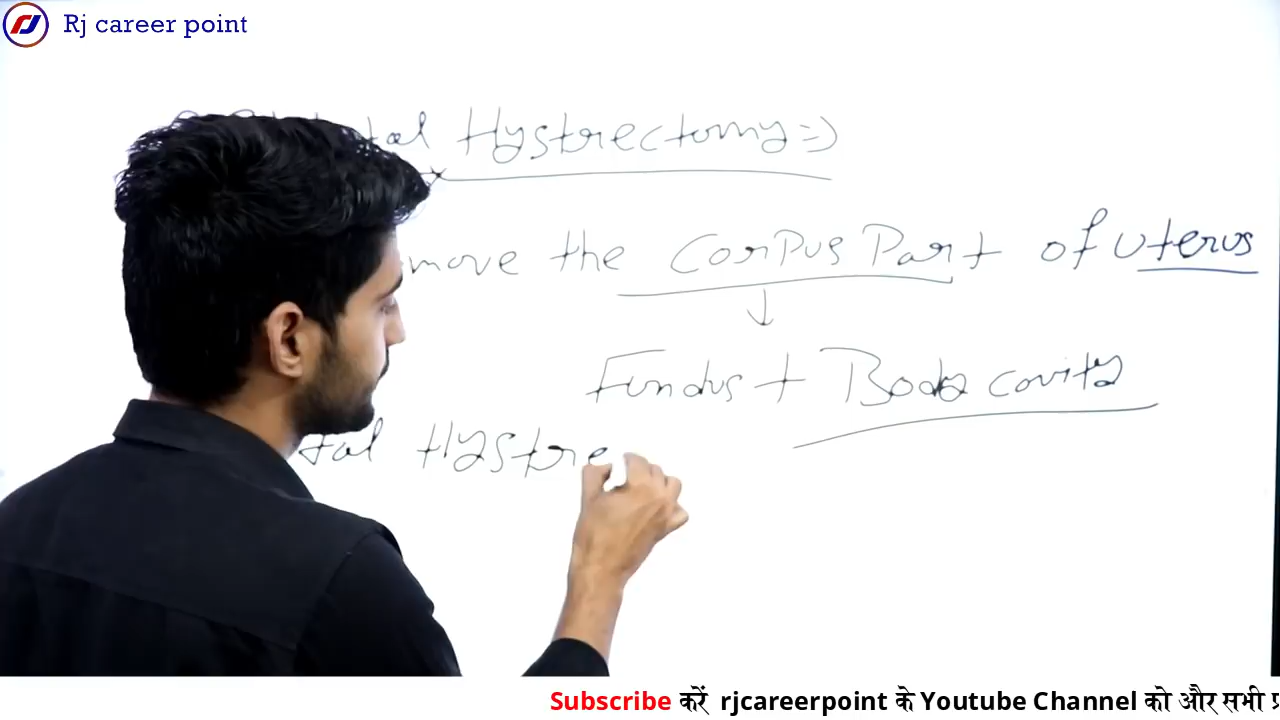 Rj career point
Hystrectomy =>
move the Corpus Part of Uterus
↓
Fundus + Body cavity
tal Hystre
Subscribe करें rjcareerpoint के Youtube Channel को और सभी प्र